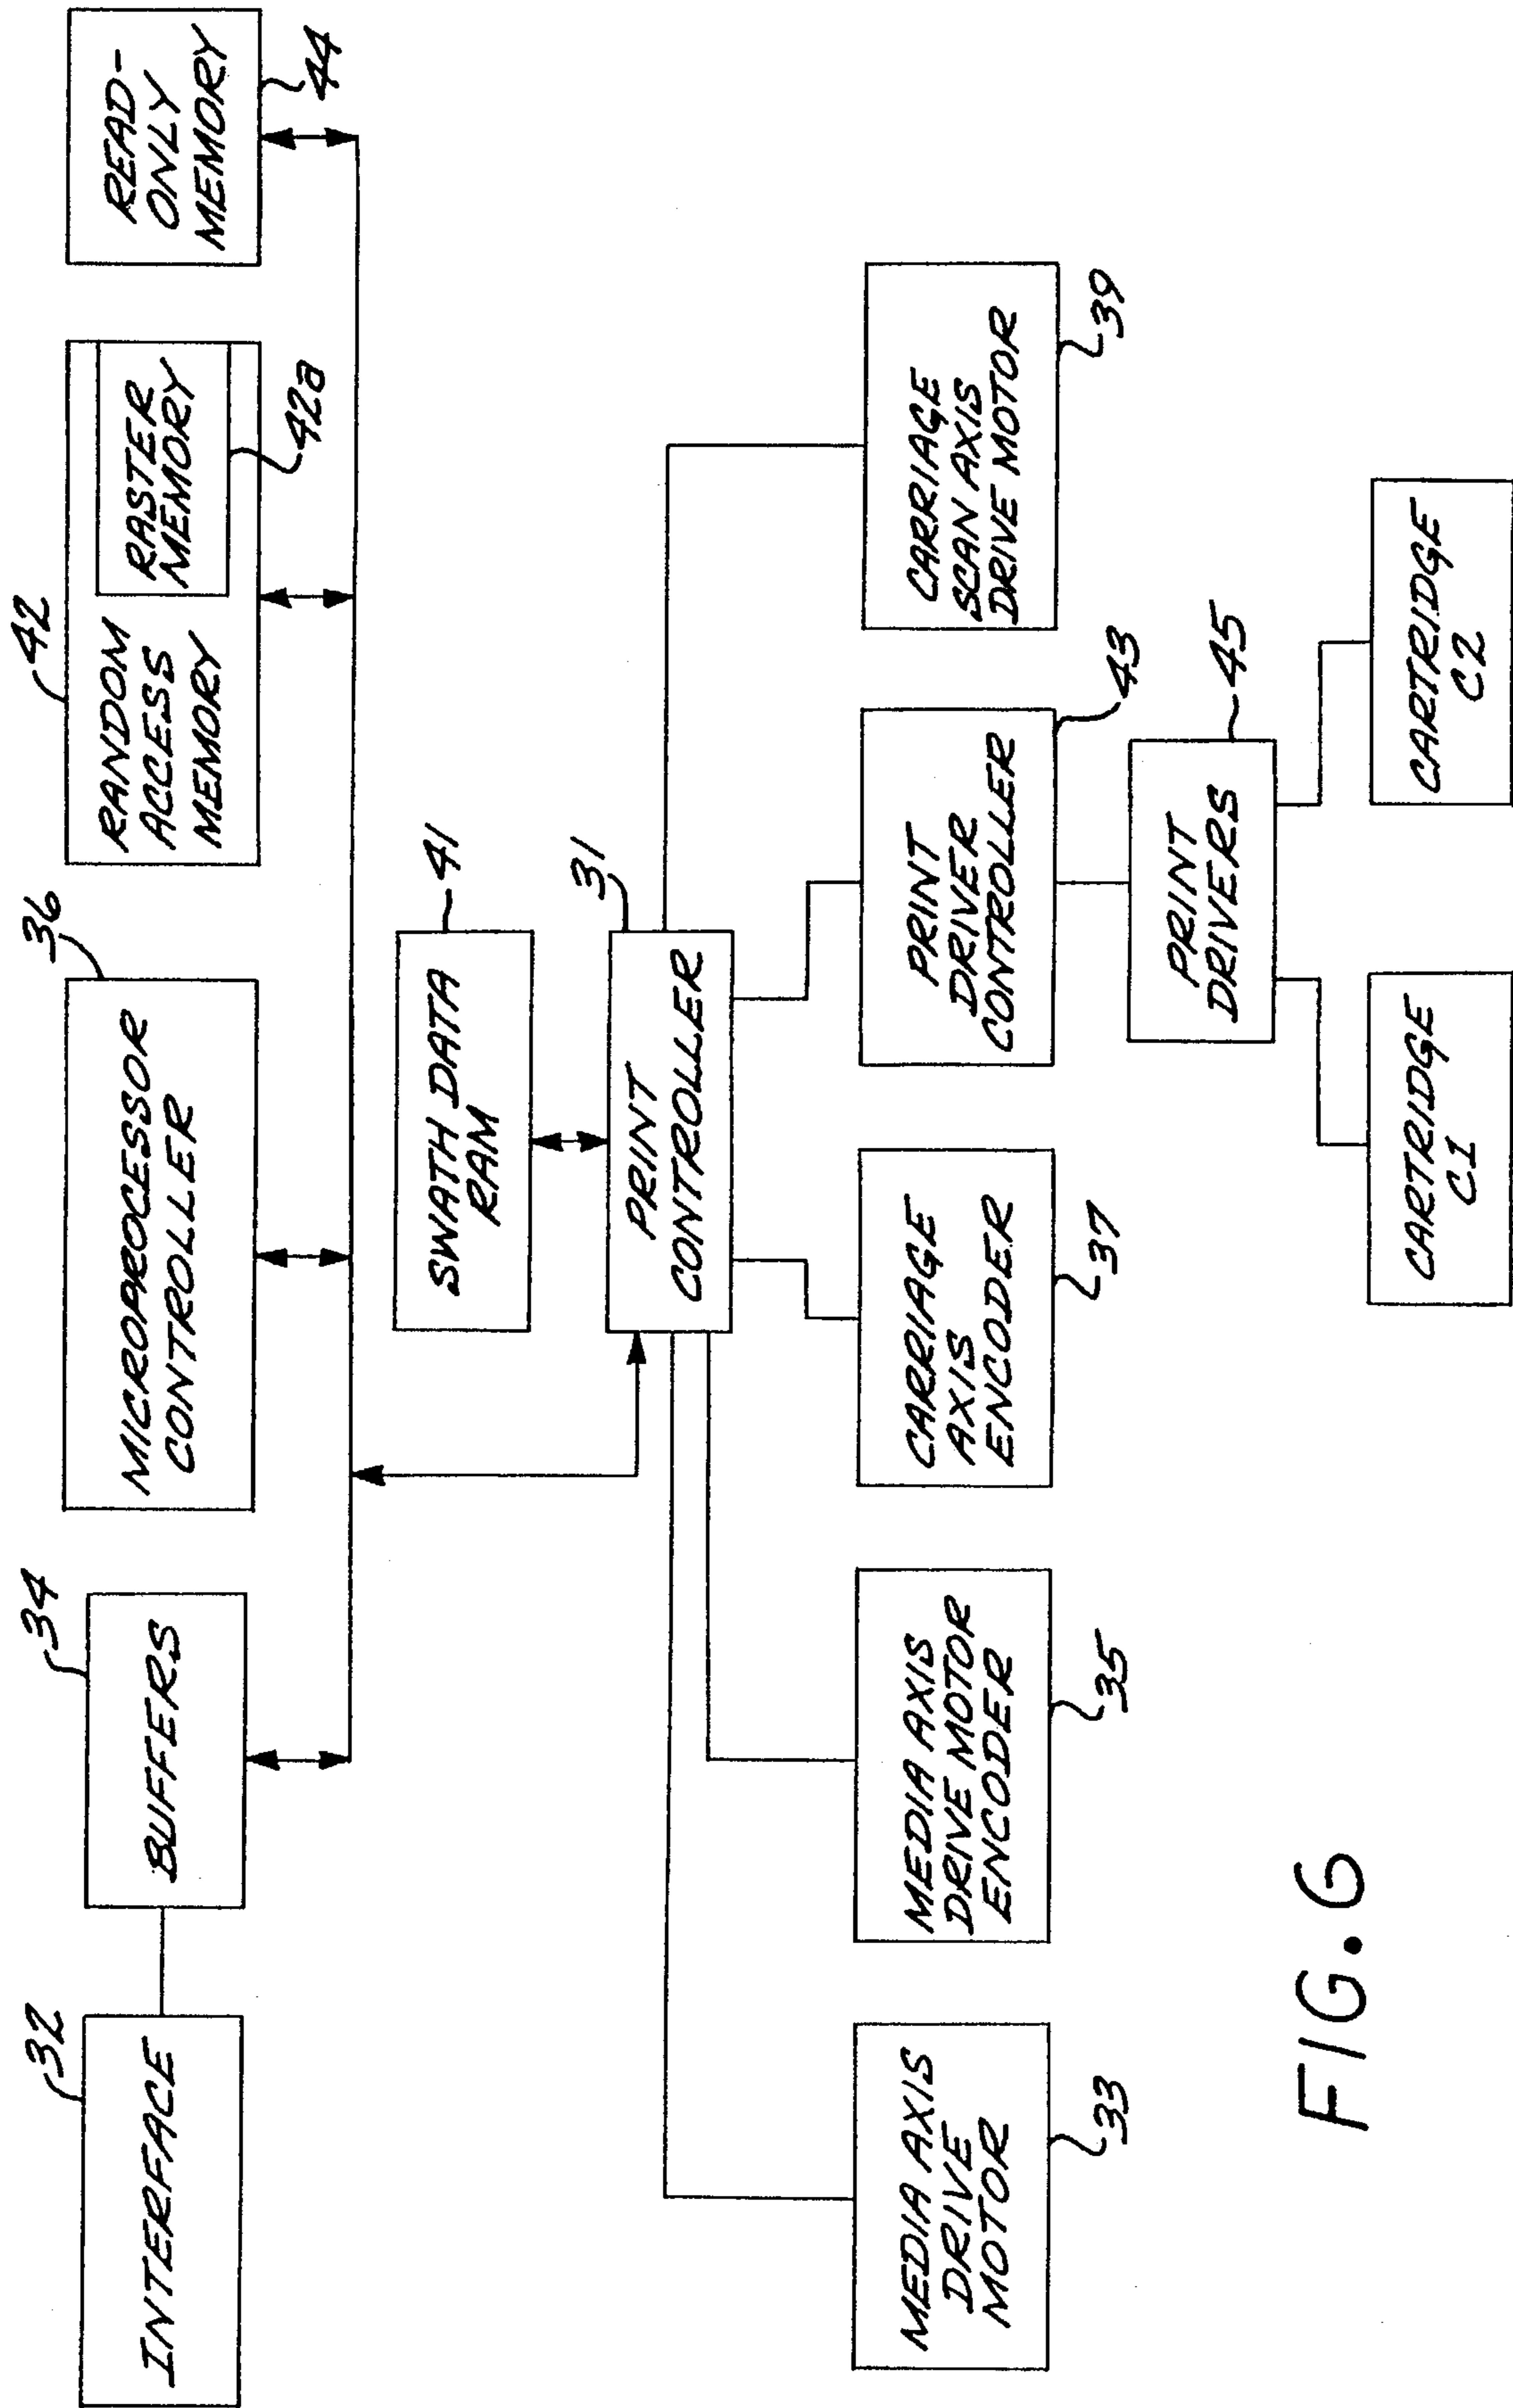 32
INTERFACE
34
BUFFERS
36
MICROPROCESSOR
CONTROLLER
42
RANDOM
ACCESS
MEMORY
RASTER
MEMORY
42a
READ-
ONLY
MEMORY
44
SWATH DATA
RAM
41
31
PRINT
CONTROLLER
MEDIA AXIS
DRIVE
MOTOR
33
MEDIA AXIS
DRIVE MOTOR
ENCODER
35
CARRIAGE
AXIS
ENCODER
37
PRINT
DRIVER
CONTROLLER
43
CARRIAGE
SCAN AXIS
DRIVE MOTOR
39
PRINT
DRIVERS
45
CARTRIDGE
C1
CARTRIDGE
C2
FIG. 6